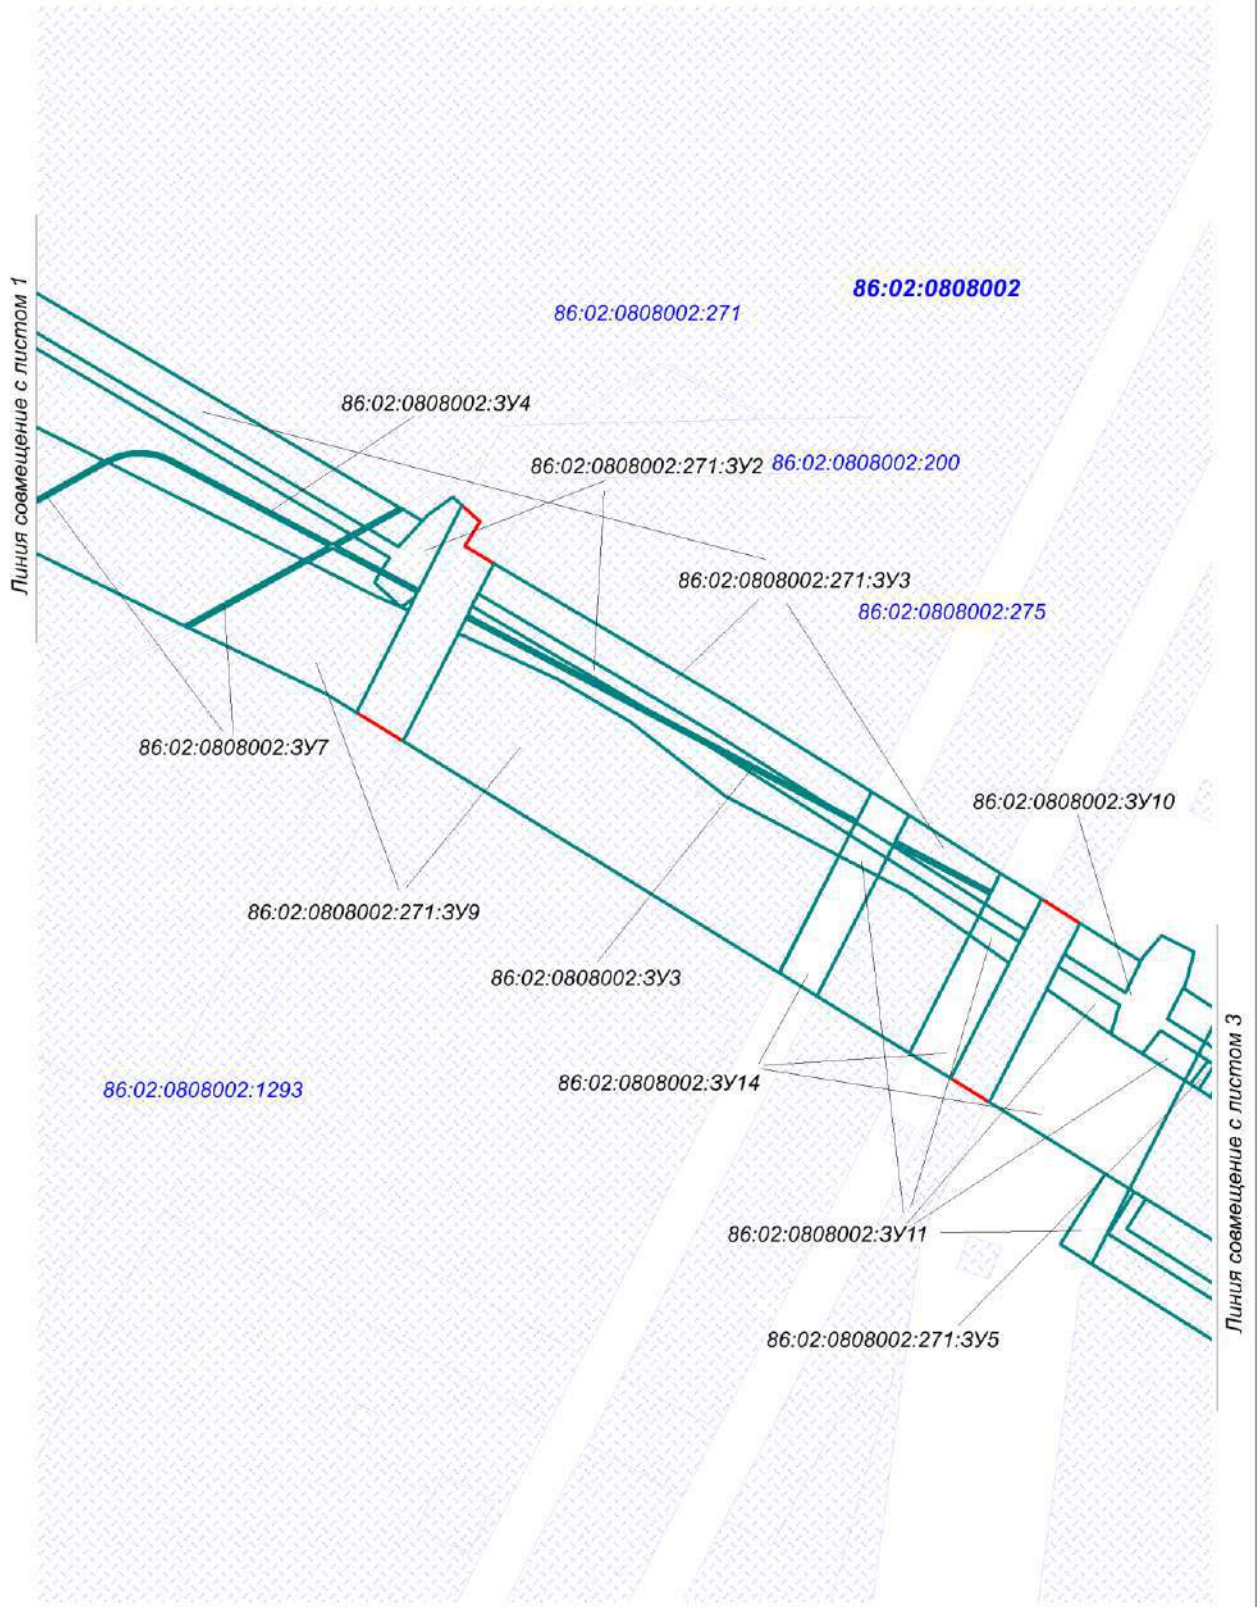 Линия совмещение с листом 1
86:02:0808002
86:02:0808002:271
86:02:0808002:ЗУ4
86:02:0808002:271:ЗУ2
86:02:0808002:200
86:02:0808002:271:ЗУ3
86:02:0808002:275
86:02:0808002:ЗУ7
86:02:0808002:ЗУ10
86:02:0808002:271:ЗУ9
86:02:0808002:ЗУ3
86:02:0808002:ЗУ14
86:02:0808002:1293
86:02:0808002:ЗУ11
86:02:0808002:271:ЗУ5
Линия совмещение с листом 3